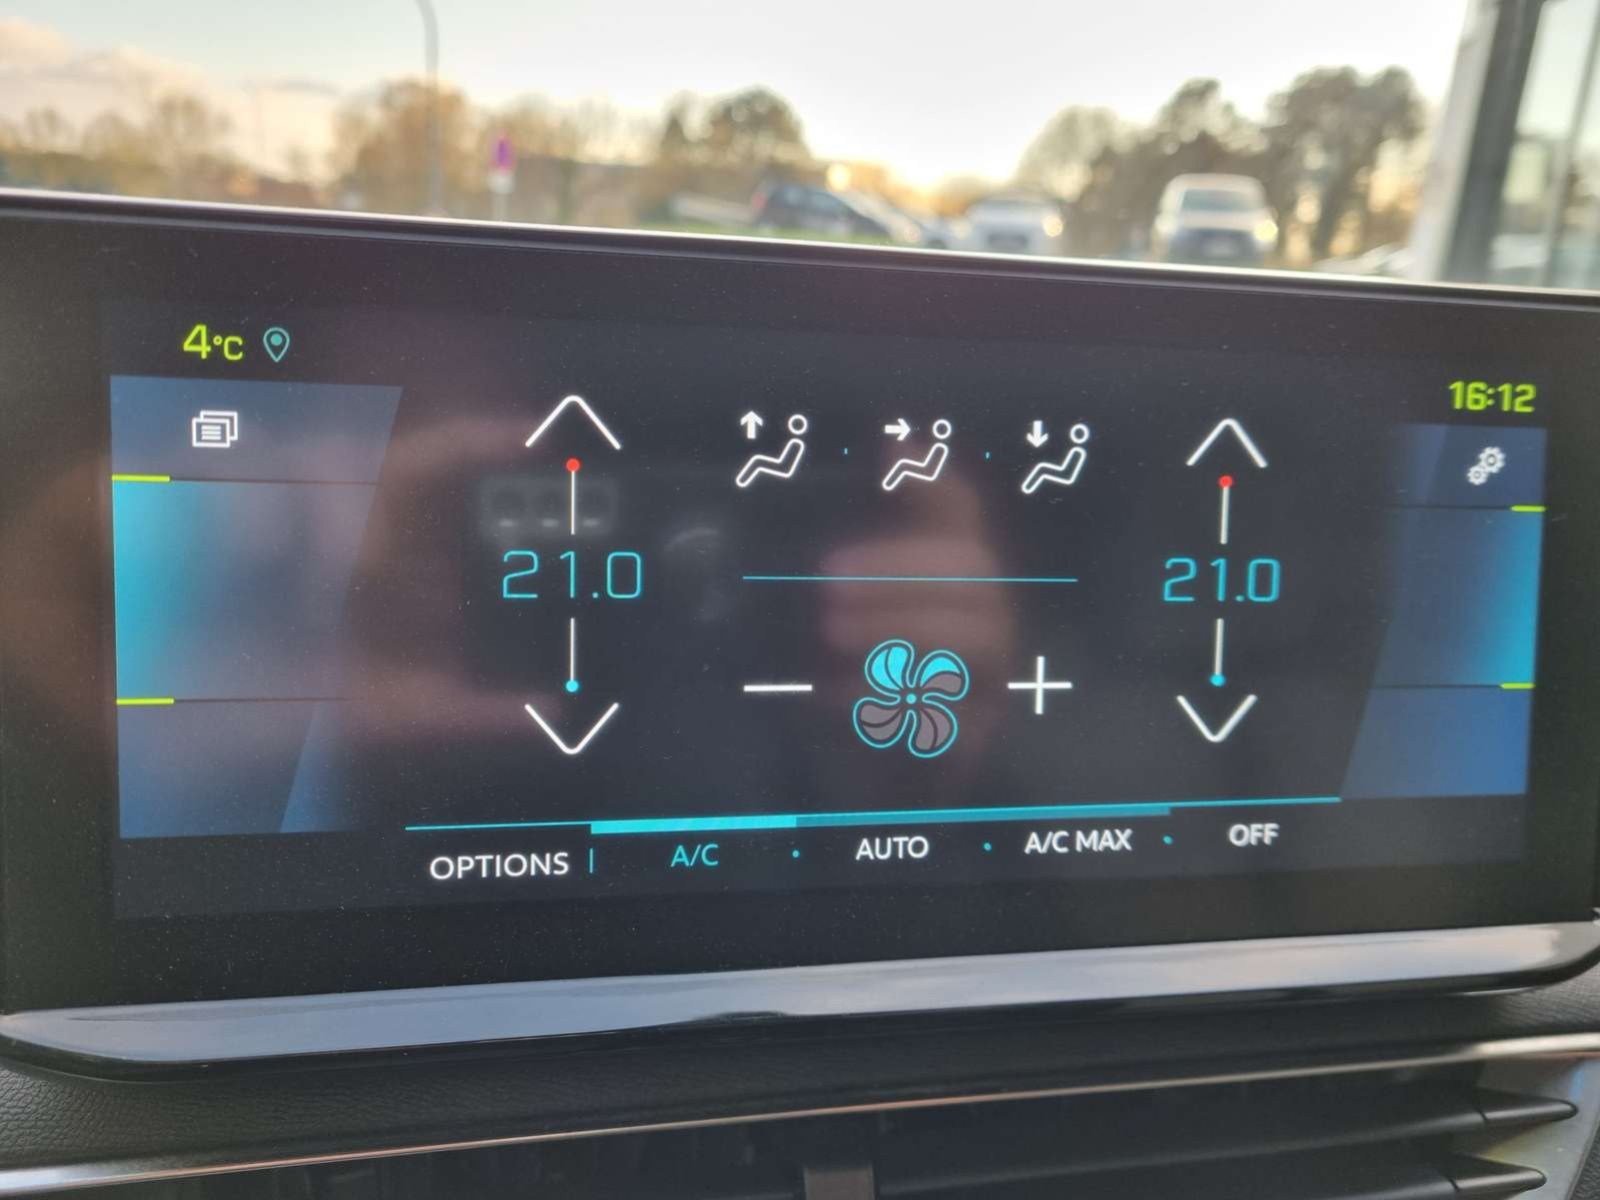 4°C
16:12
21.0
21.0
OPTIONS
A/C
AUTO
A/C MAX
OFF